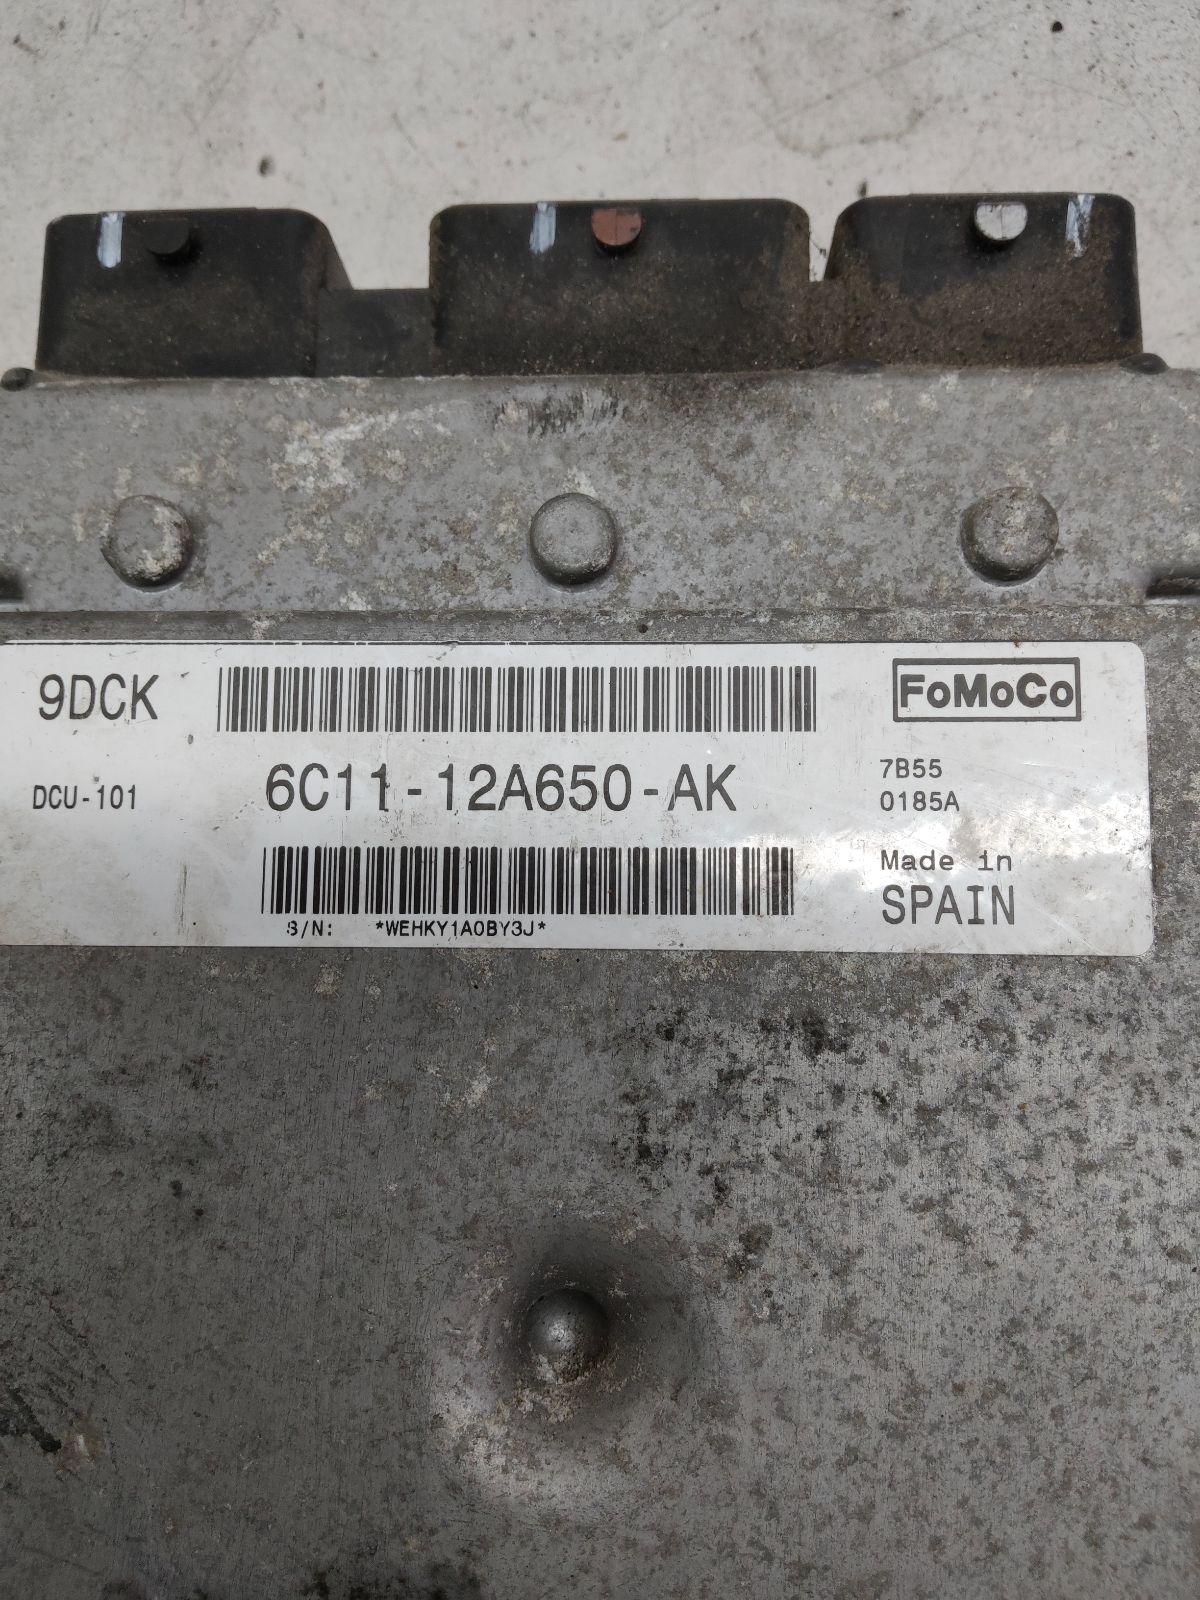 9DCK
FoMoCo
DCU-101
6C11-12A650-AK
7B55
0185A
Made in
SPAIN
S/N: *WEHKY1A0BY3J*